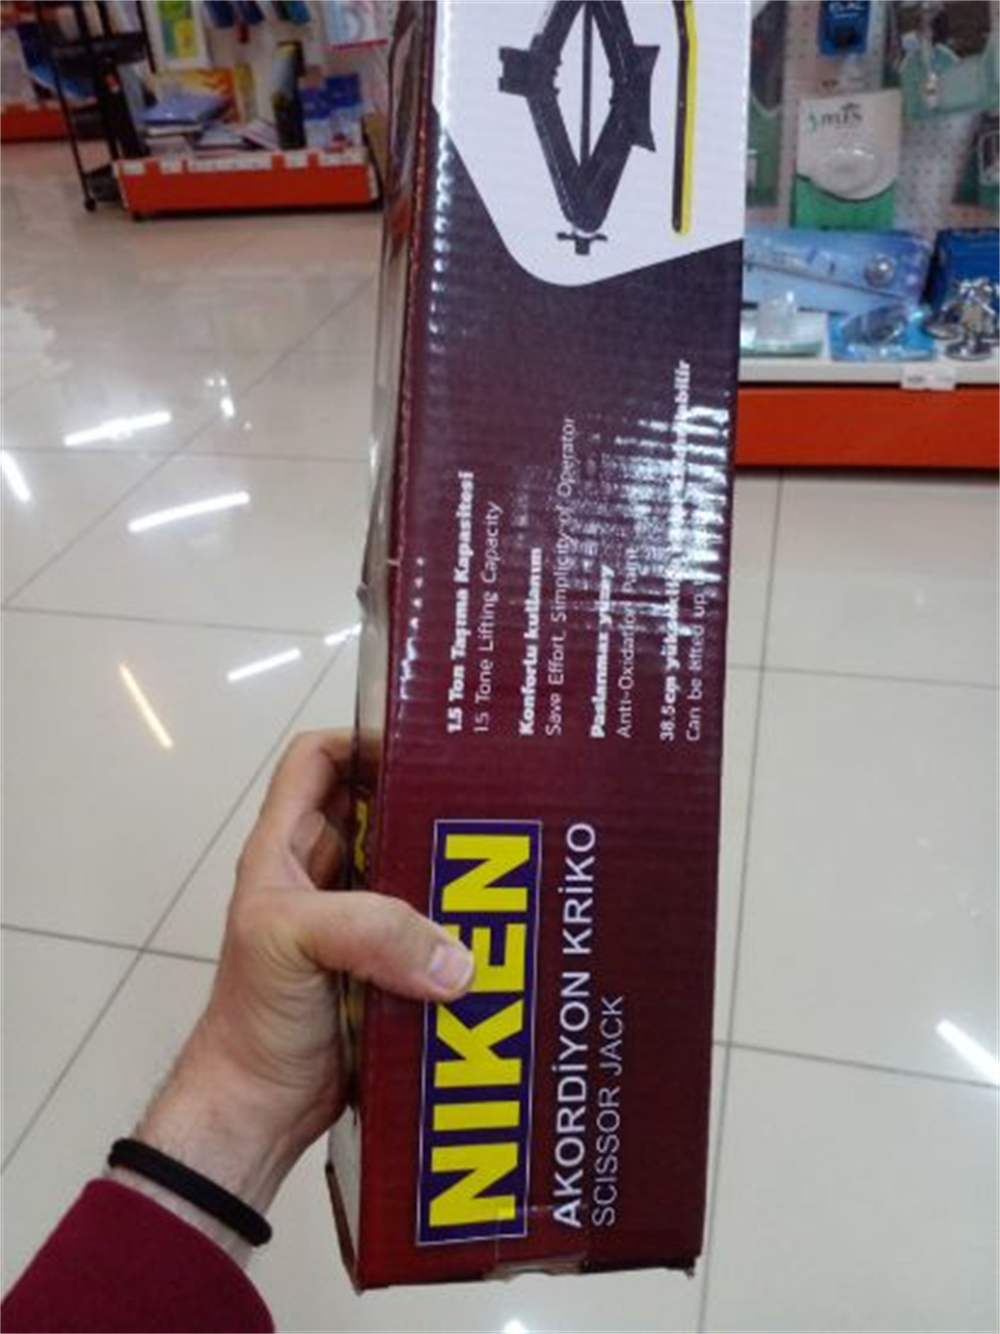 NIKEN
AKORDİYON KRİKO
SCISSOR JACK
1.5 Ton Taşıma Kapasitesi
1.5 Tone Lifting Capacity
Konforlu kullanım
Save Effort, Simplicity of Operator
Paslanmaz yüzey
Anti-Oxidation Paint
38.5cm
Can be lifted up